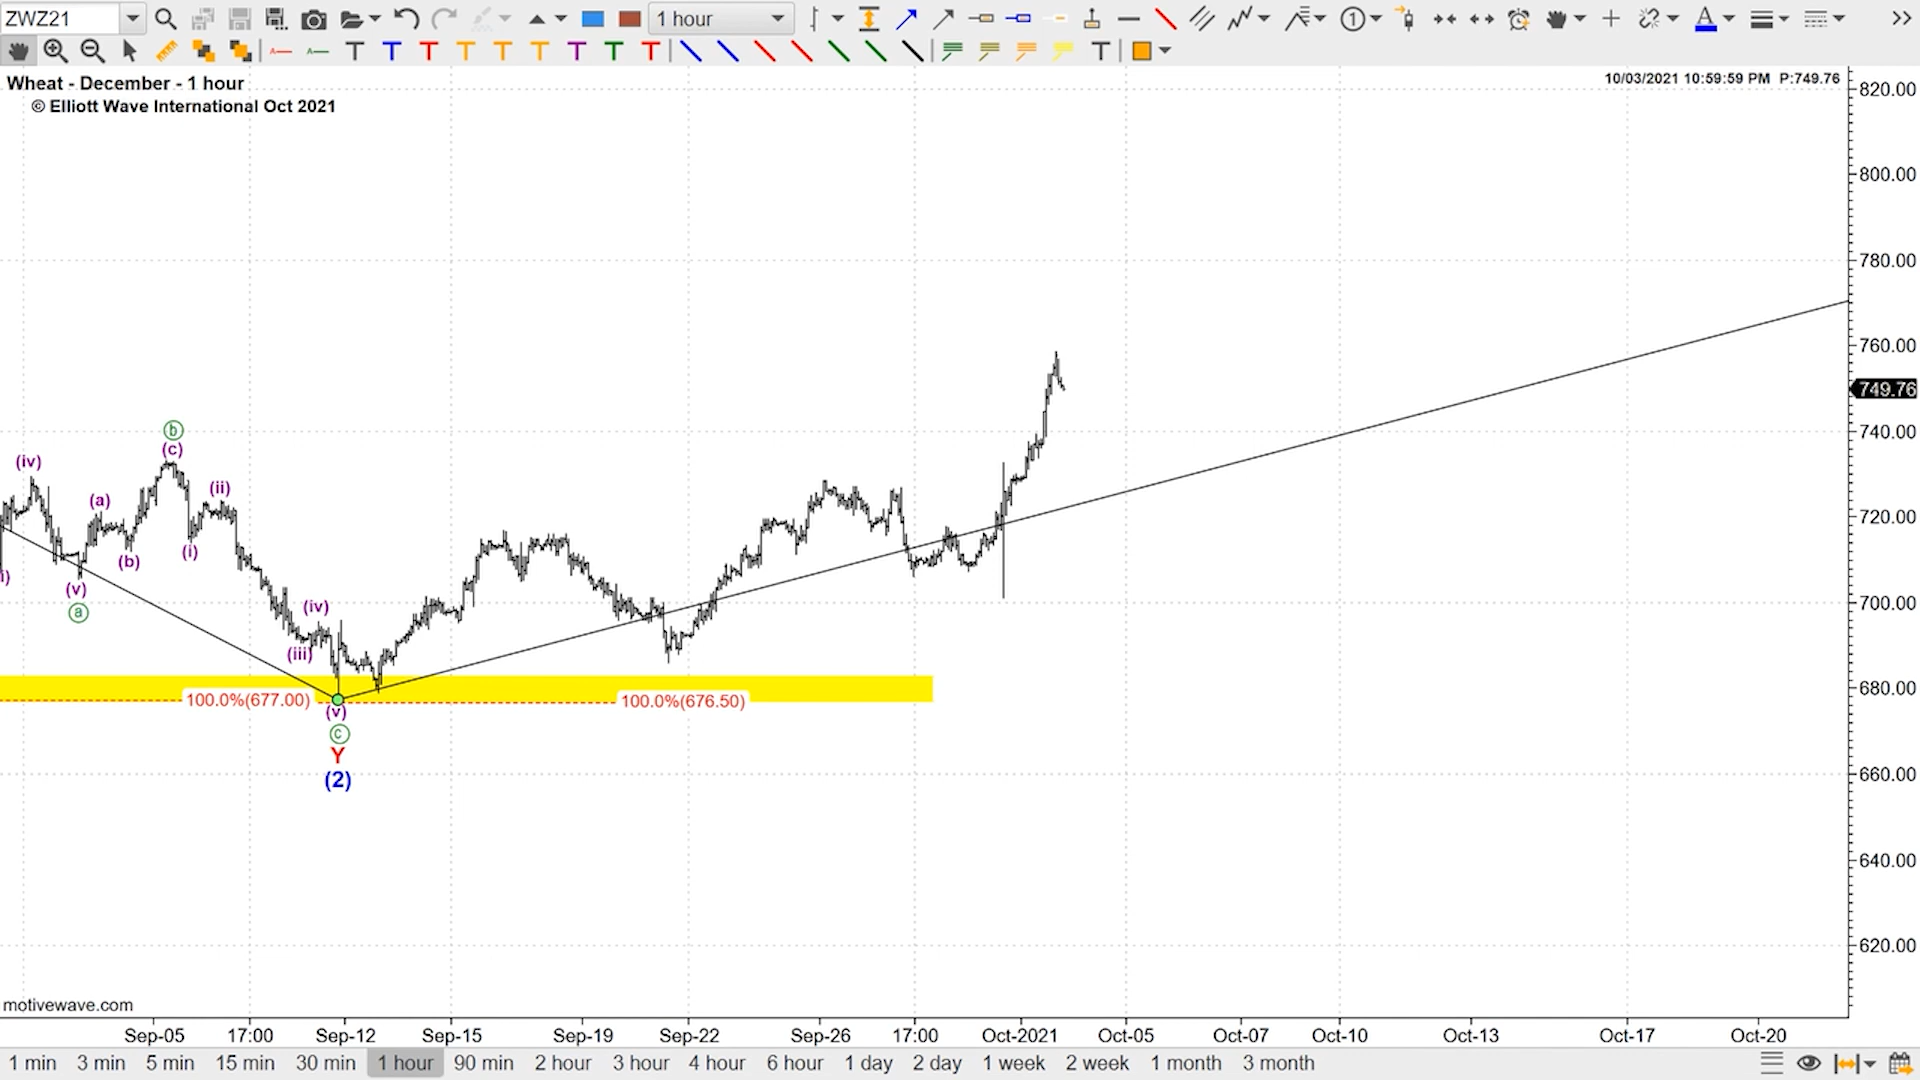 ZWZ21
1 hour
Wheat - December - 1 hour
© Elliott Wave International Oct 2021
10/03/2021 10:59:59 PM P:749.76
820.00
800.00
780.00
760.00
749.76
740.00
720.00
700.00
680.00
660.00
640.00
620.00
b
(c)
(iv)
(ii)
(a)
(i)
(b)
(v)
a
(iv)
(iii)
100.0%(677.00)
100.0%(676.50)
(v)
c
Y
(2)
motivewave.com
Sep-05 17:00 Sep-12 Sep-15 Sep-19 Sep-22 Sep-26 17:00 Oct-2021 Oct-05 Oct-07 Oct-10 Oct-13 Oct-17 Oct-20
1 min 3 min 5 min 15 min 30 min 1 hour 90 min 2 hour 3 hour 4 hour 6 hour 1 day 2 day 1 week 2 week 1 month 3 month